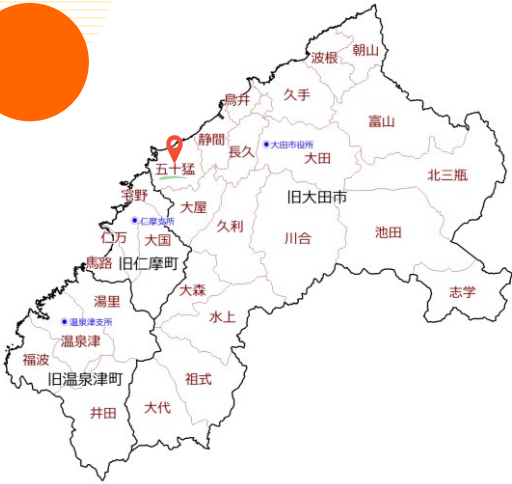 朝山
波根
久手
鳥井
富山
静間
長久
大田市役所
大田
五十猛
北三瓶
宅野
大屋
旧大田市
仁摩支所
久利
池田
仁万
大国
川合
馬路
旧仁摩町
志学
湯里
大森
水上
温泉津支所
温泉津
福波
旧温泉津町
祖式
井田
大代